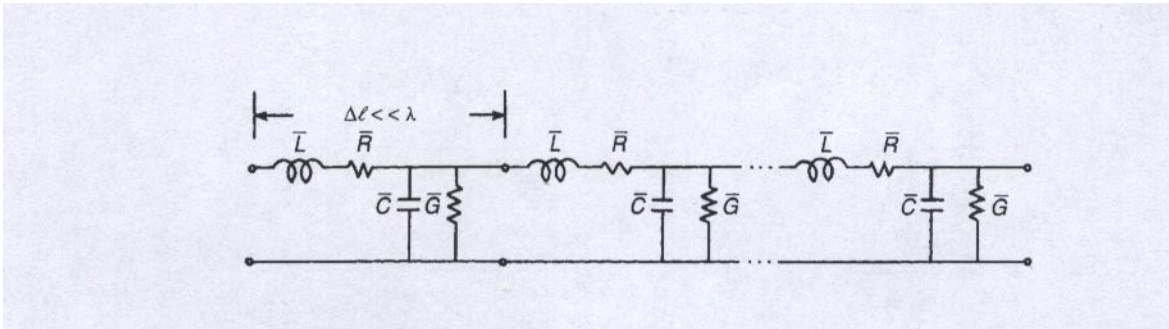 Δℓ << λ
L̅ R̅ L̅ R̅ L̅ R̅
C̅ G̅ C̅ G̅ C̅ G̅